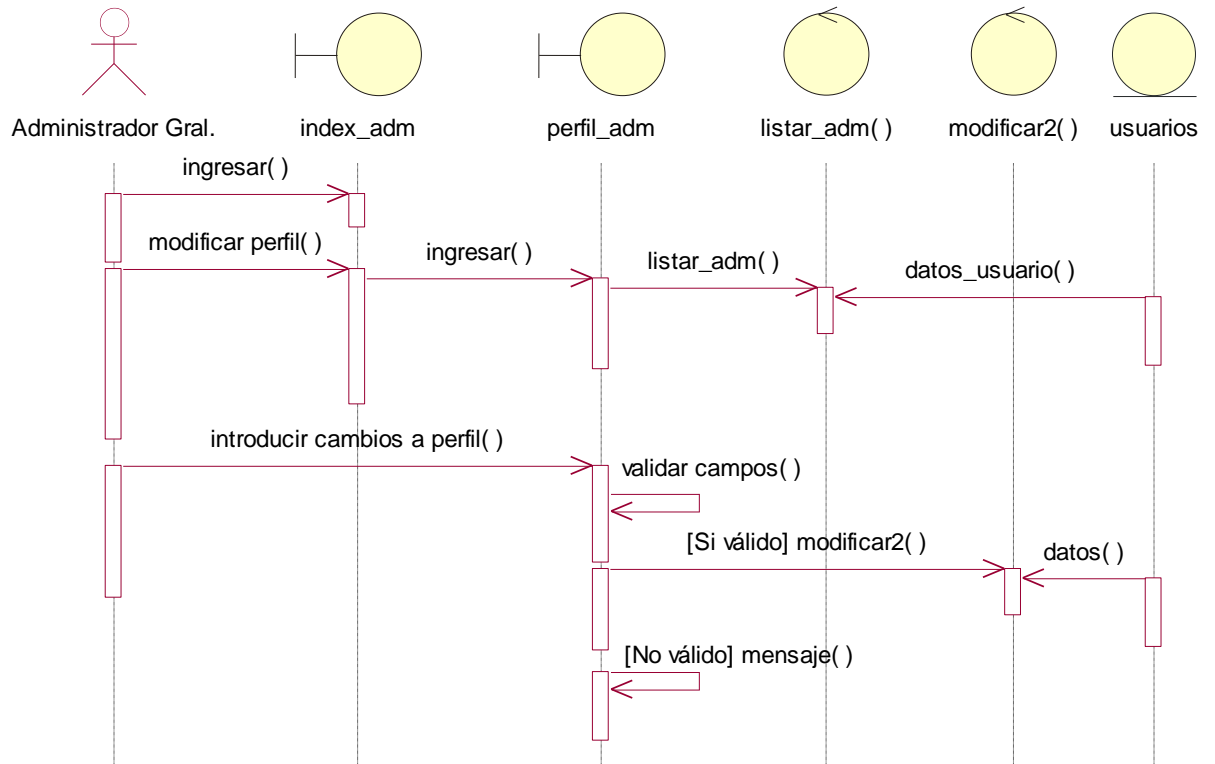 Administrador Gral.
index_adm
perfil_adm
listar_adm( )
modificar2( )
usuarios
ingresar( )
modificar perfil( )
ingresar( )
listar_adm( )
datos_usuario( )
introducir cambios a perfil( )
validar campos( )
[Si válido] modificar2( )
datos( )
[No válido] mensaje( )